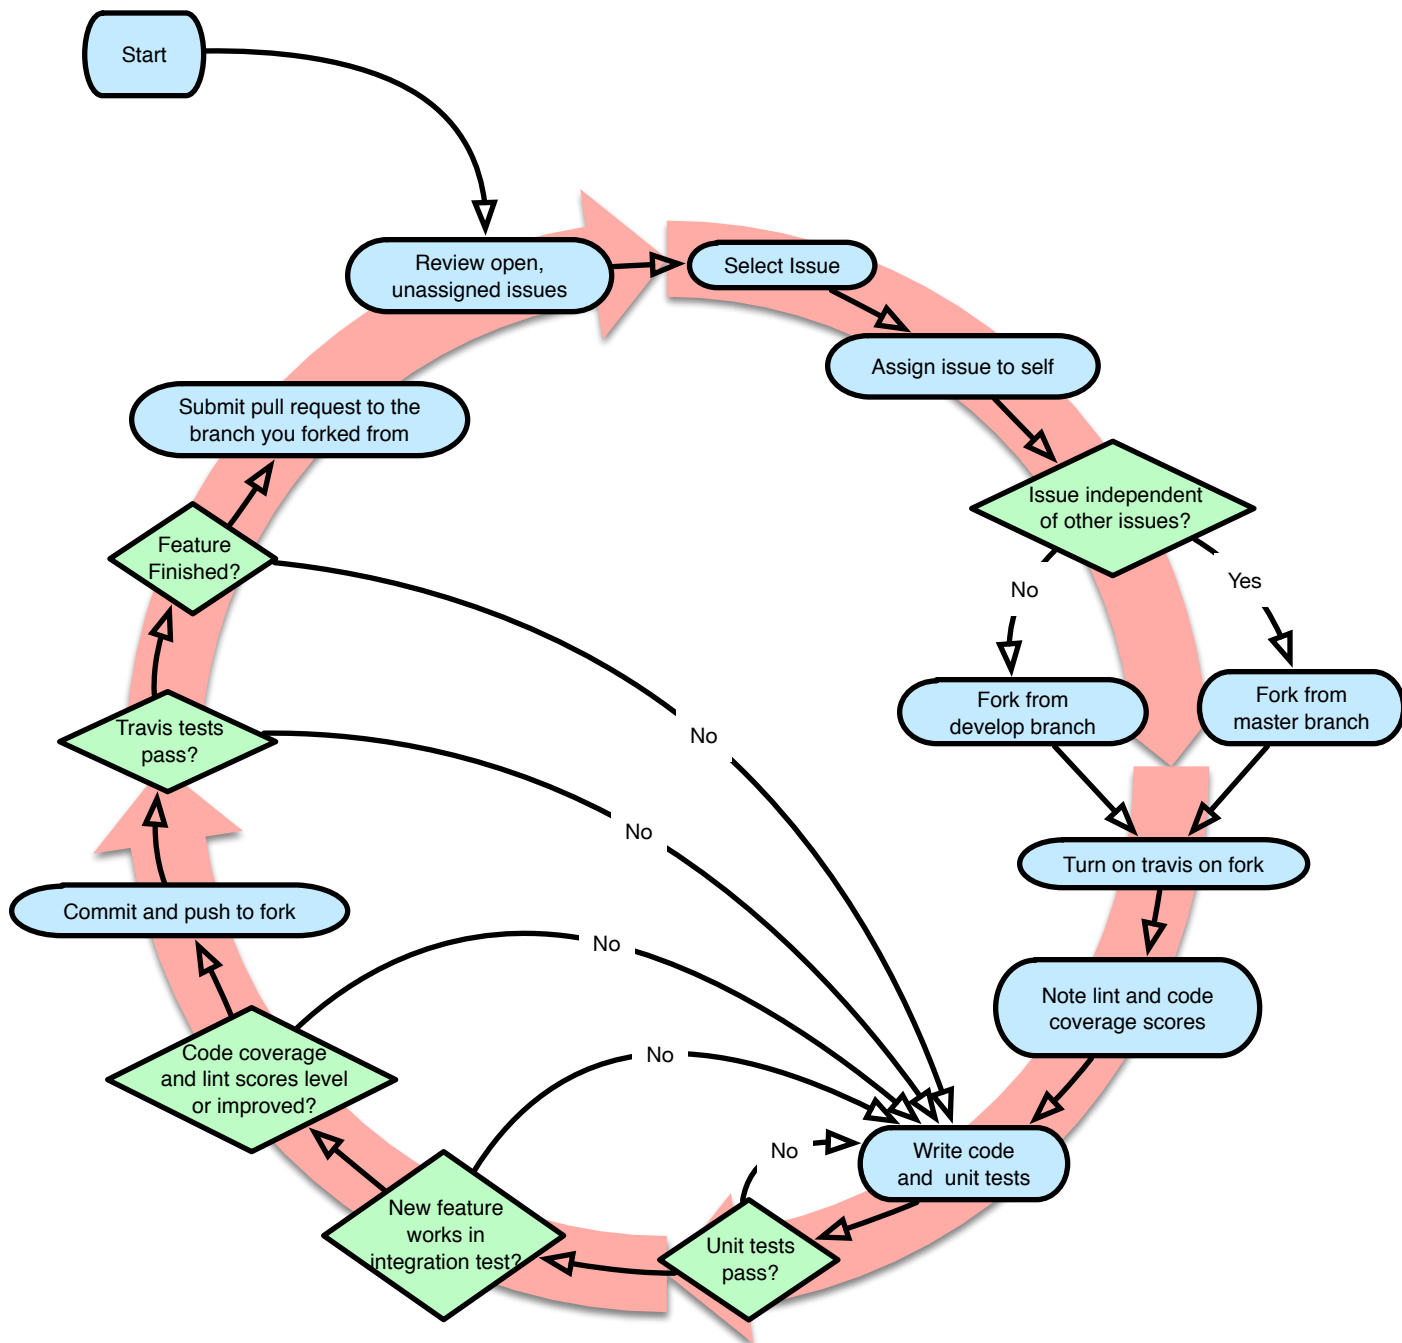 Start
Review open,
unassigned issues
Select Issue
Assign issue to self
Issue independent
of other issues?
No
Yes
Fork from
develop branch
Fork from
master branch
Turn on travis on fork
Note lint and code
coverage scores
Write code
and unit tests
Unit tests
pass?
No
New feature
works in
integration test?
No
Code coverage
and lint scores level
or improved?
No
Commit and push to fork
Travis tests
pass?
No
Feature
Finished?
No
Submit pull request to the
branch you forked from